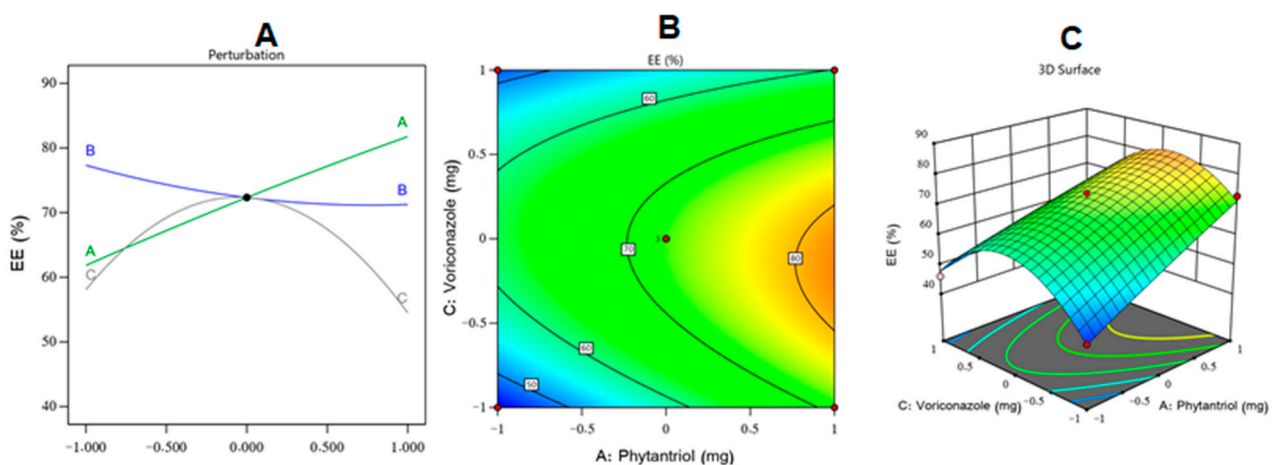 A
Perturbation
EE (%)
90
80
70
60
50
40
−1.000
−0.500
0.000
0.500
1.000
A
B
C
A
B
C
B
EE (%)
C: Voriconazole (mg)
1
0.5
0
−0.5
−1
60
70
80
60
50
3
−1
−0.5
0
0.5
1
A: Phytantriol (mg)
C
3D Surface
EE (%)
90
80
70
60
50
40
1
0.5
0
−0.5
−1
C: Voriconazole (mg)
1
0.5
0
−0.5
−1
A: Phytantriol (mg)